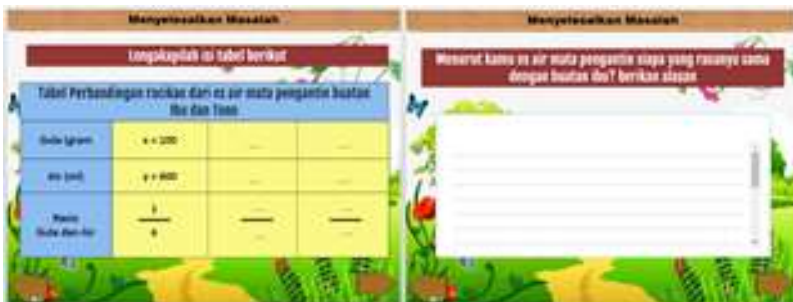 Menyelesaikan Masalah
Lengkapilah isi tabel berikut
Tabel Perbandingan racikan dari es air mata pengantin buatan
Ibu dan Tono
Gula (gram) x = 100 ... ...
Air (ml) y = 600 ... ...
Rasio
Gula dan Air
1
6
... ...
... ...
Menyelesaikan Masalah
Menurut kamu es air mata pengantin siapa yang rasanya sama
dengan buatan ibu? berikan alasan